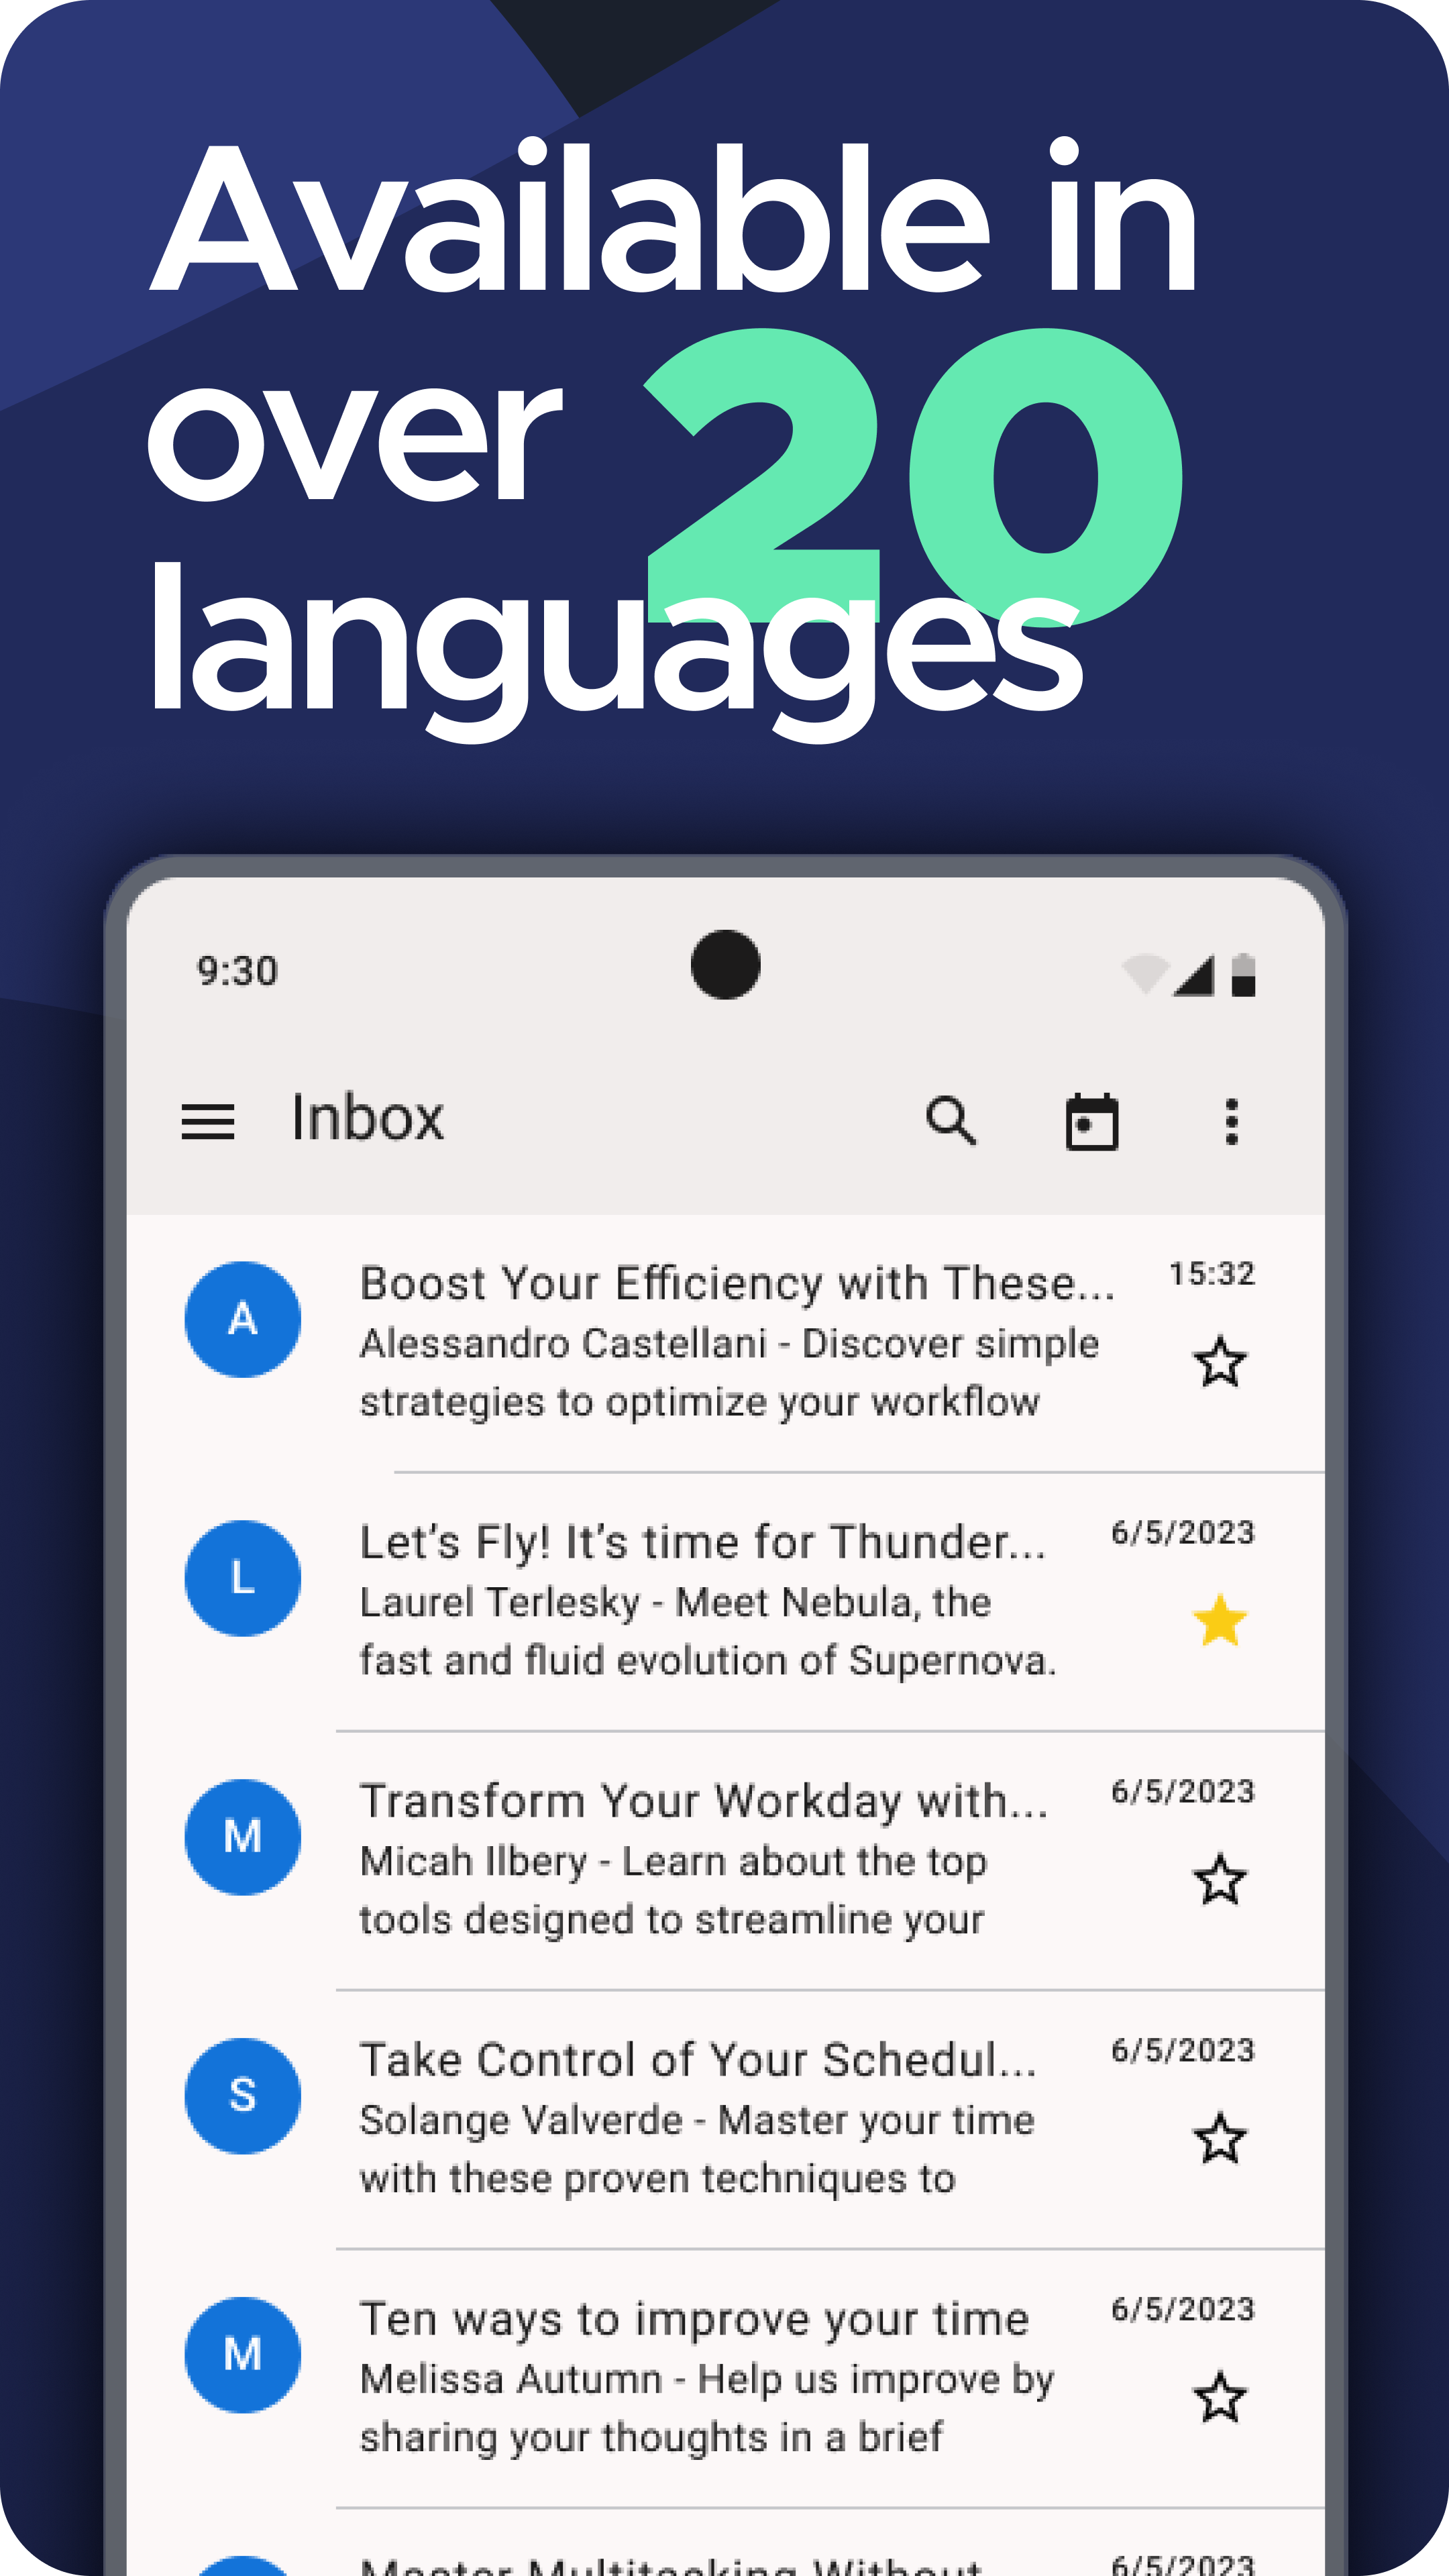 Available in
over 20
languages
9:30
Inbox
A
Boost Your Efficiency with These...
15:32
Alessandro Castellani - Discover simple
strategies to optimize your workflow
L
Let's Fly! It's time for Thunder...
6/5/2023
Laurel Terlesky - Meet Nebula, the
fast and fluid evolution of Supernova.
M
Transform Your Workday with...
6/5/2023
Micah Ilbery - Learn about the top
tools designed to streamline your
S
Take Control of Your Schedul...
6/5/2023
Solange Valverde - Master your time
with these proven techniques to
M
Ten ways to improve your time
6/5/2023
Melissa Autumn - Help us improve by
sharing your thoughts in a brief
Master Multitasking Without
6/5/2023